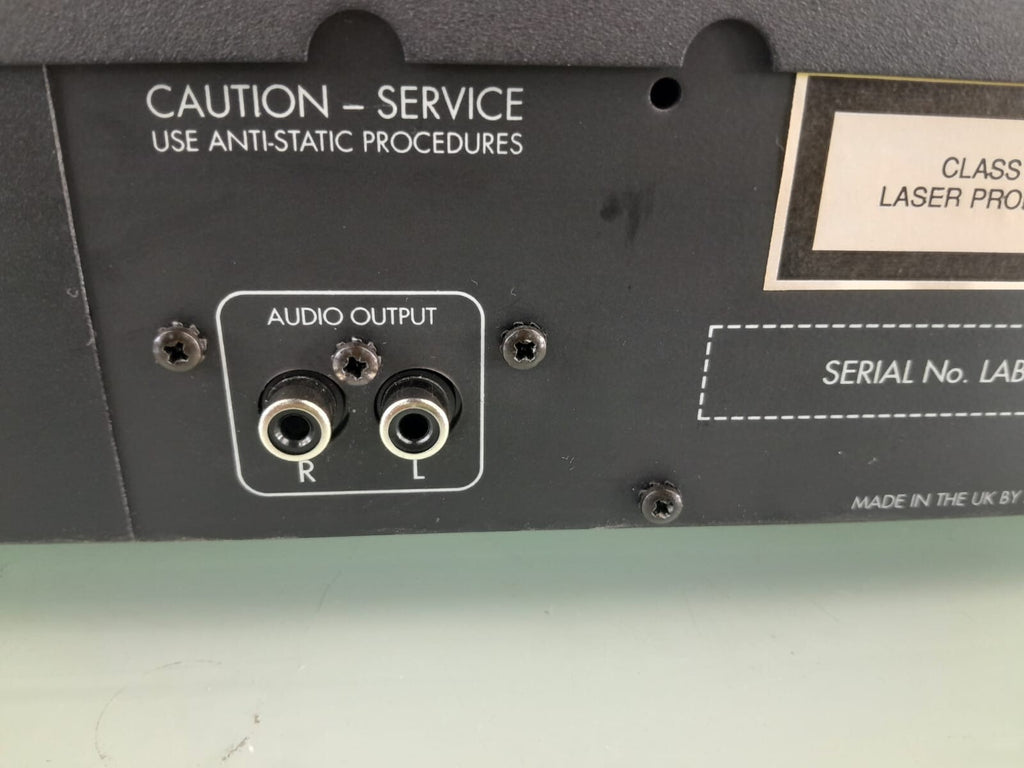 CAUTION – SERVICE
USE ANTI-STATIC PROCEDURES
CLASS
LASER PRO
AUDIO OUTPUT
SERIAL No. LAB
R
L
MADE IN THE UK BY